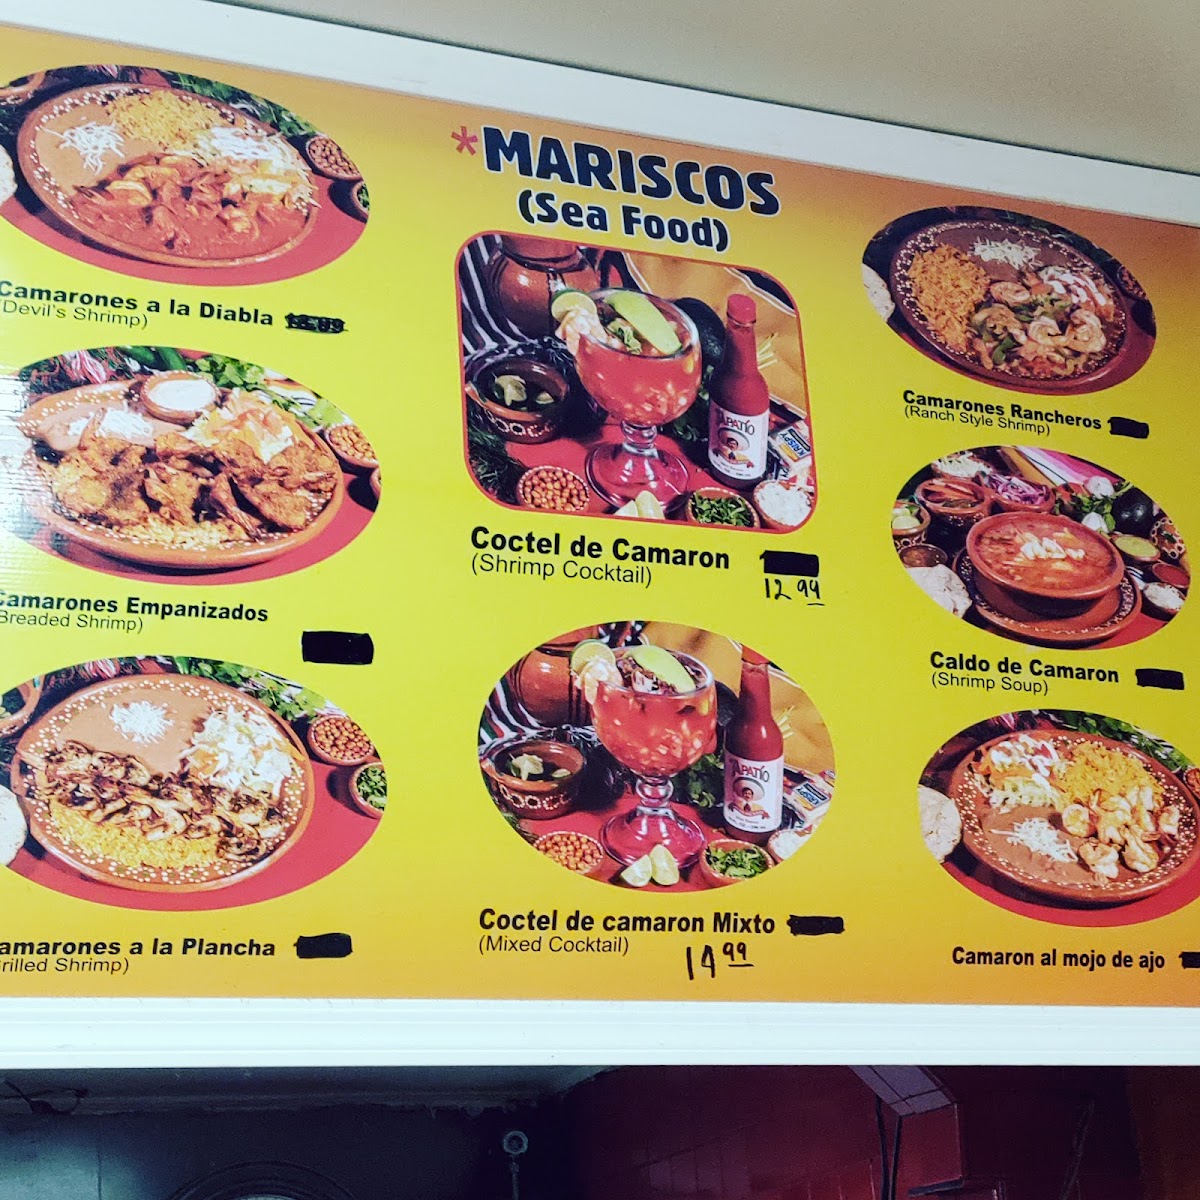 *MARISCOS
(Sea Food)
Camarones a la Diabla
(Devil's Shrimp)
Camarones Empanizados
Breaded Shrimp)
amarones a la Plancha
rilled Shrimp)
TAPATÍO
Coctel de Camaron
(Shrimp Cocktail)
12 99
TAPATÍO
Coctel de camaron Mixto
(Mixed Cocktail)
14 99
Camarones Rancheros
(Ranch Style Shrimp)
Caldo de Camaron
(Shrimp Soup)
Camaron al mojo de ajo